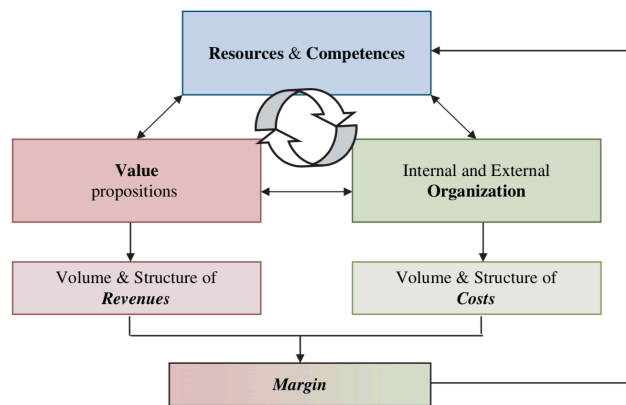 Resources & Competences
Value
propositions
Internal and External
Organization
Volume & Structure of
Revenues
Volume & Structure of
Costs
Margin